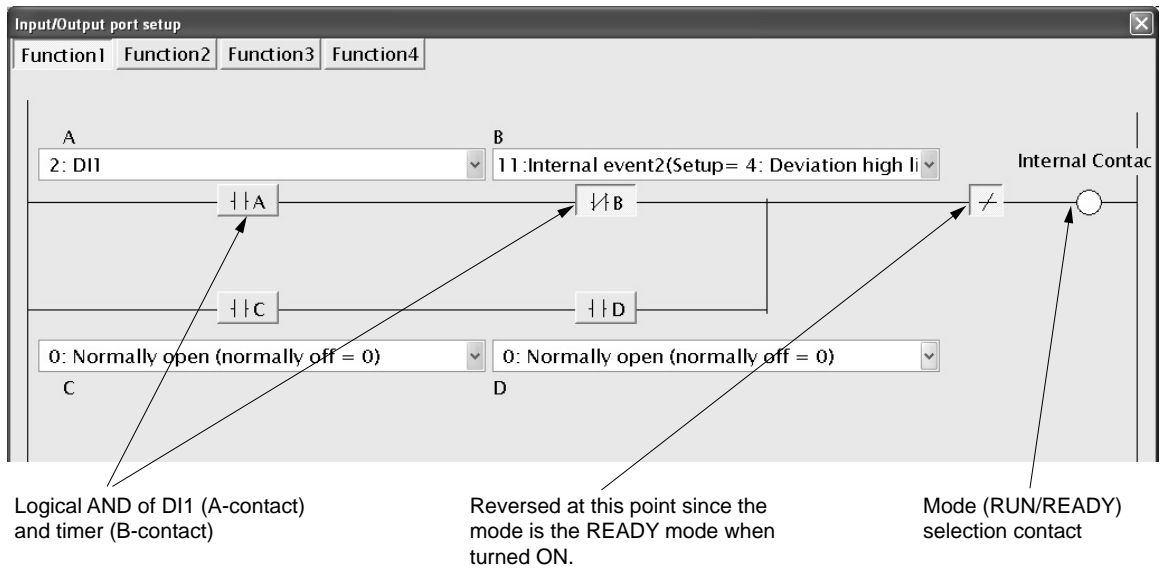 Input/Output port setup
Function1 Function2 Function3 Function4
A
B
2: DI1
11:Internal event2(Setup= 4: Deviation high li
Internal Contac
A
B
C
D
0: Normally open (normally off = 0)
0: Normally open (normally off = 0)
C
D
Logical AND of DI1 (A-contact)
and timer (B-contact)
Reversed at this point since the
mode is the READY mode when
turned ON.
Mode (RUN/READY)
selection contact